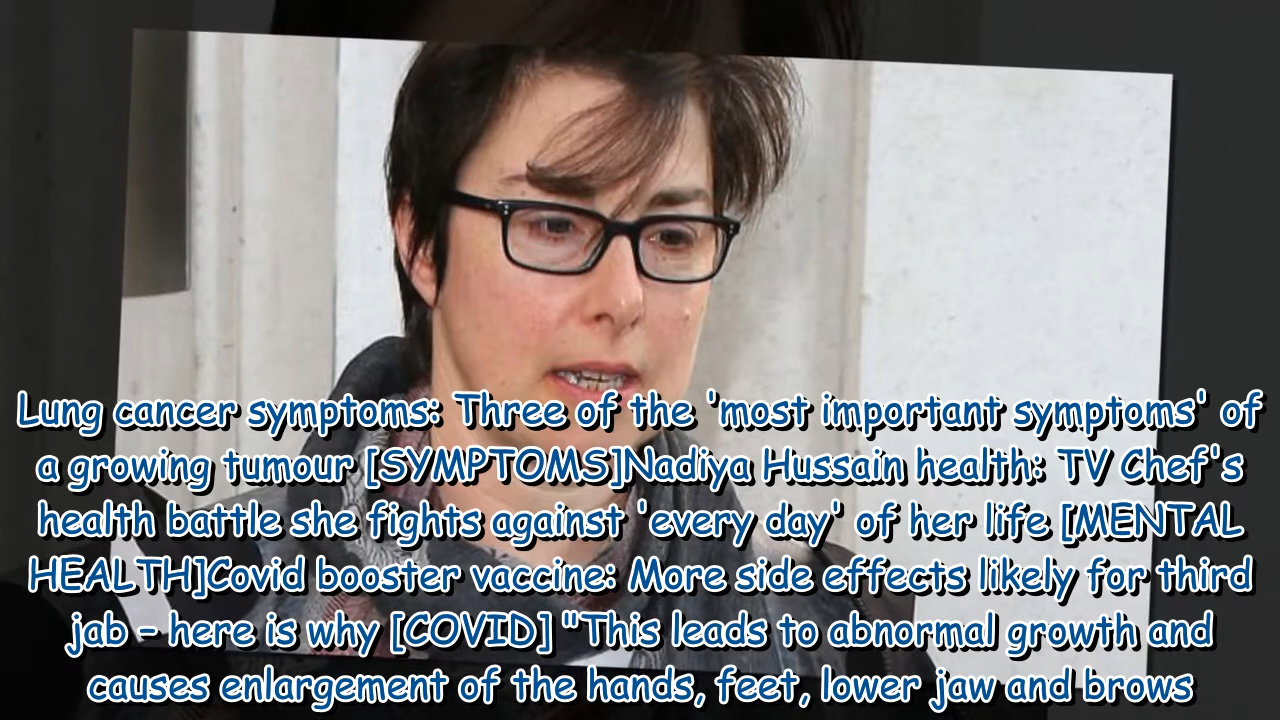 Lung cancer symptoms: Three of the 'most important symptoms' of
a growing tumour [SYMPTOMS]Nadiya Hussain health: TV Chef's
health battle she fights against 'every day' of her life [MENTAL
HEALTH]Covid booster vaccine: More side effects likely for third
jab – here is why [COVID] "This leads to abnormal growth and
causes enlargement of the hands, feet, lower jaw and brows